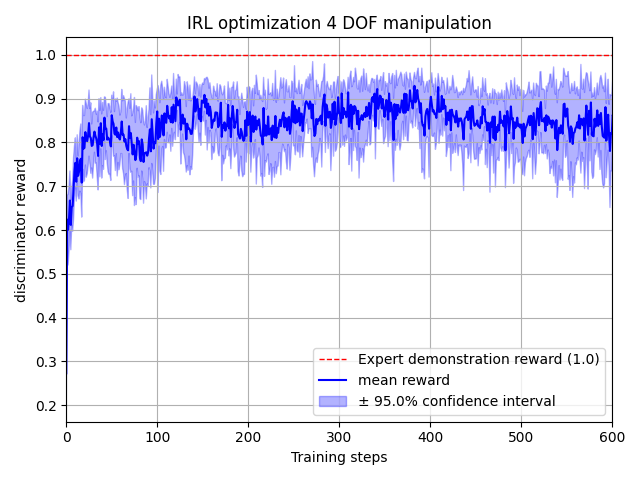 IRL optimization 4 DOF manipulation
discriminator reward
1.0
0.9
0.8
0.7
0.6
0.5
0.4
0.3
0.2
Expert demonstration reward (1.0)
mean reward
± 95.0% confidence interval
0 100 200 300 400 500 600
Training steps